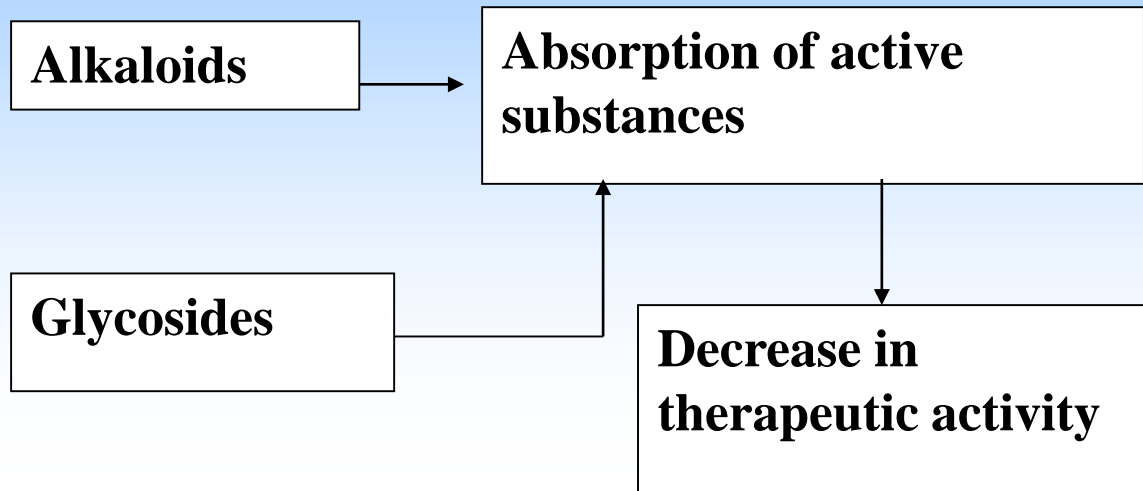 Alkaloids
Absorption of active
substances
Glycosides
Decrease in
therapeutic activity